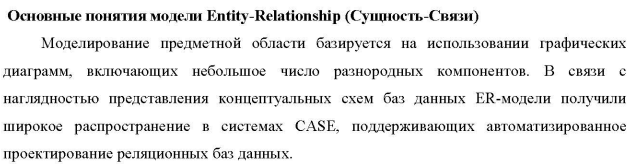 Основные понятия модели Entity-Relationship (Сущность-Связи)
Моделирование предметной области базируется на использовании графических
диаграмм, включающих небольшое число разнородных компонентов. В связи с
наглядностью представления концептуальных схем баз данных ER-модели получили
широкое распространение в системах CASE, поддерживающих автоматизированное
проектирование реляционных баз данных.